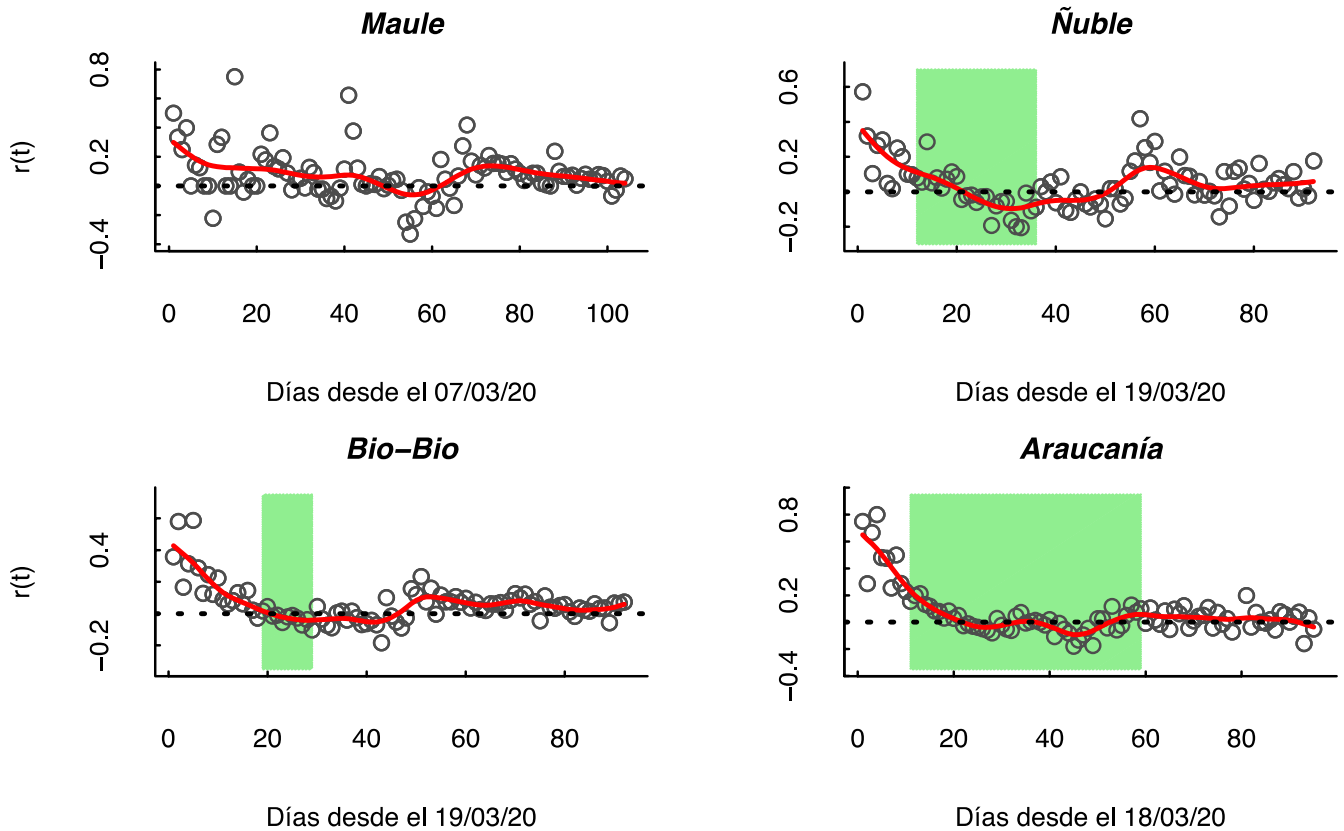 Maule
r(t)
0.8
0.2
−0.4
0 20 40 60 80 100
Días desde el 07/03/20
Ñuble
0.6
0.2
−0.2
0 20 40 60 80
Días desde el 19/03/20
Bio−Bio
r(t)
0.4
−0.2
0 20 40 60 80
Días desde el 19/03/20
Araucanía
0.8
0.2
−0.4
0 20 40 60 80
Días desde el 18/03/20